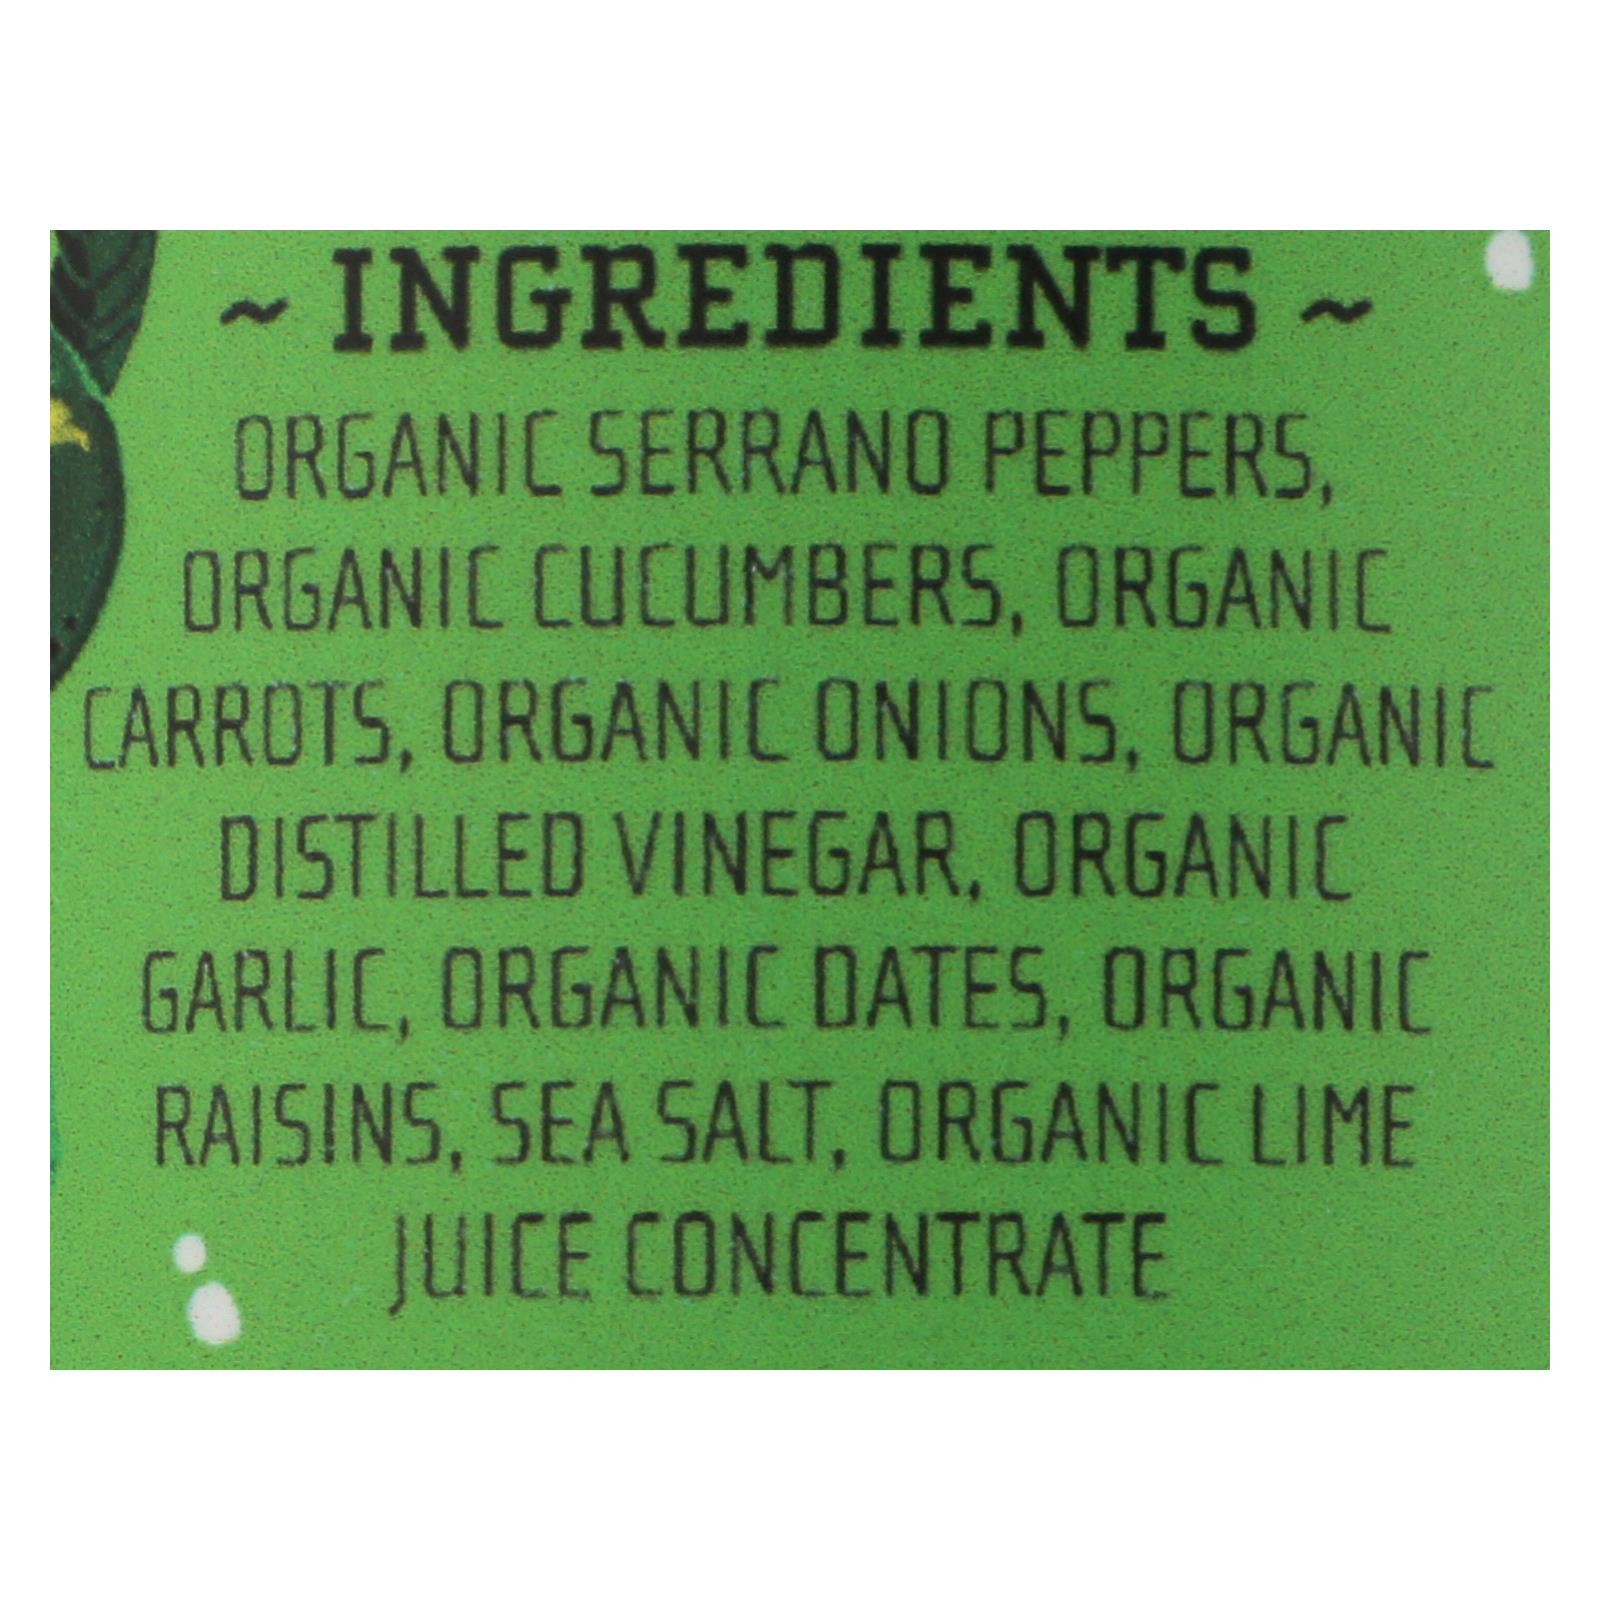 ~ INGREDIENTS ~
ORGANIC SERRANO PEPPERS,
ORGANIC CUCUMBERS, ORGANIC
CARROTS, ORGANIC ONIONS, ORGANIC
DISTILLED VINEGAR, ORGANIC
GARLIC, ORGANIC DATES, ORGANIC
RAISINS, SEA SALT, ORGANIC LIME
JUICE CONCENTRATE